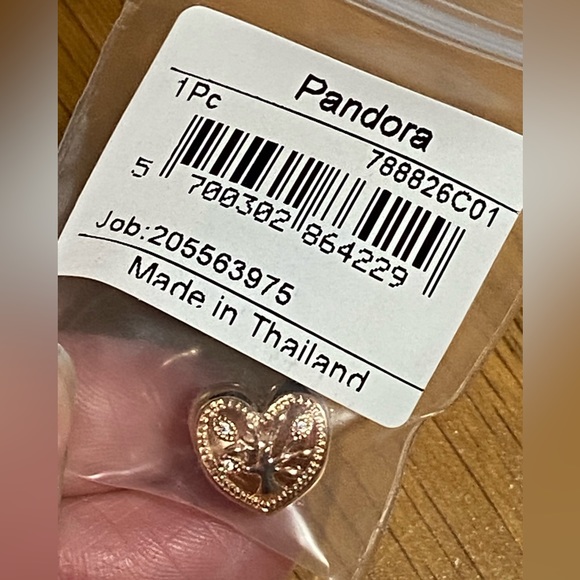 Pandora
1Pc
788826C01
5 700302 864229
Job:205563975
Made in Thailand